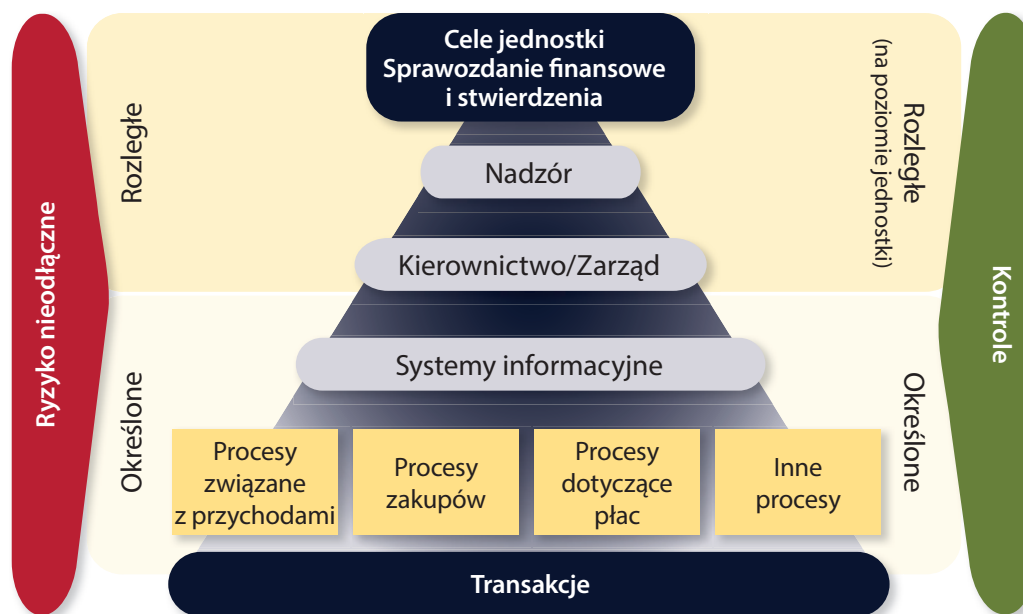 Cele jednostki
Sprawozdanie finansowe
i stwierdzenia
Ryzyko nieodłączne
Rozległe
Nadzór
Kierownictwo/Zarząd
Rozległe
(na poziomie jednostki)
Kontrole
Określone
Systemy informacyjne
Procesy
związane
z przychodami
Procesy
zakupów
Procesy
dotyczące
płac
Inne
procesy
Określone
Transakcje